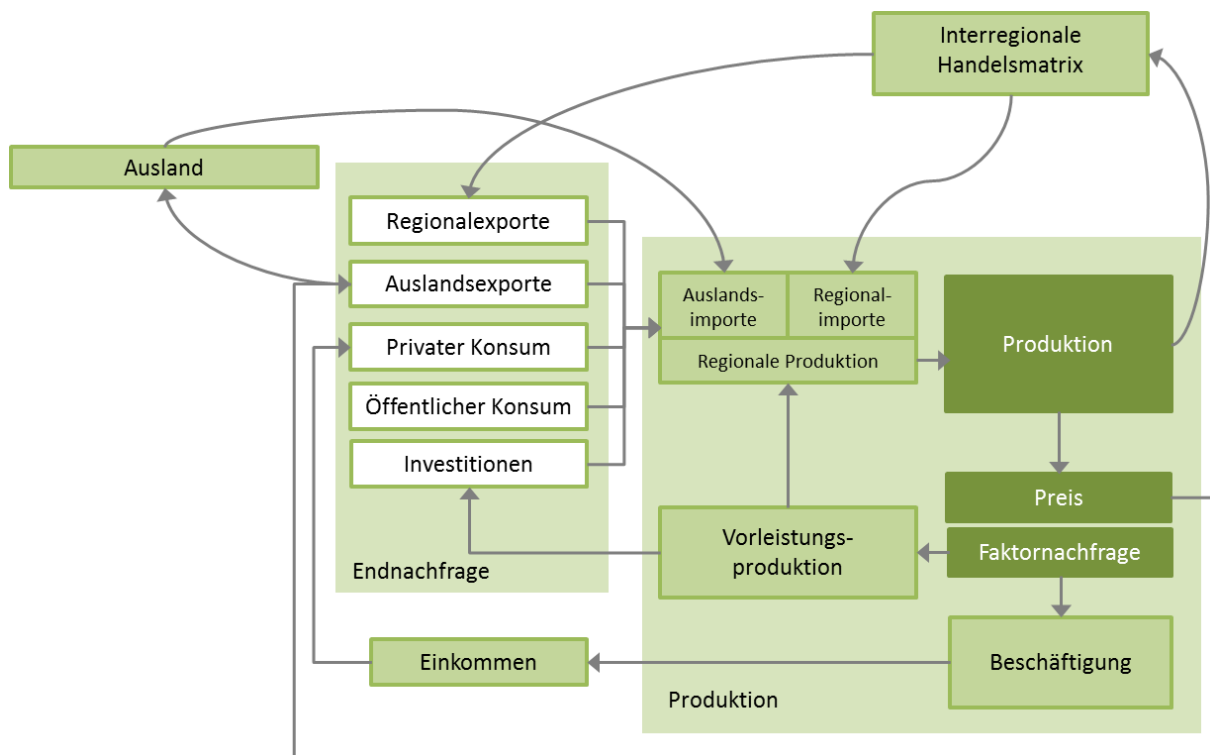 Interregionale
Handelsmatrix
Ausland
Regionalexporte
Auslandsexporte
Privater Konsum
Öffentlicher Konsum
Investitionen
Endnachfrage
Auslands-
importe
Regional-
importe
Regionale Produktion
Produktion
Preis
Faktornachfrage
Vorleistungs-
produktion
Beschäftigung
Einkommen
Produktion